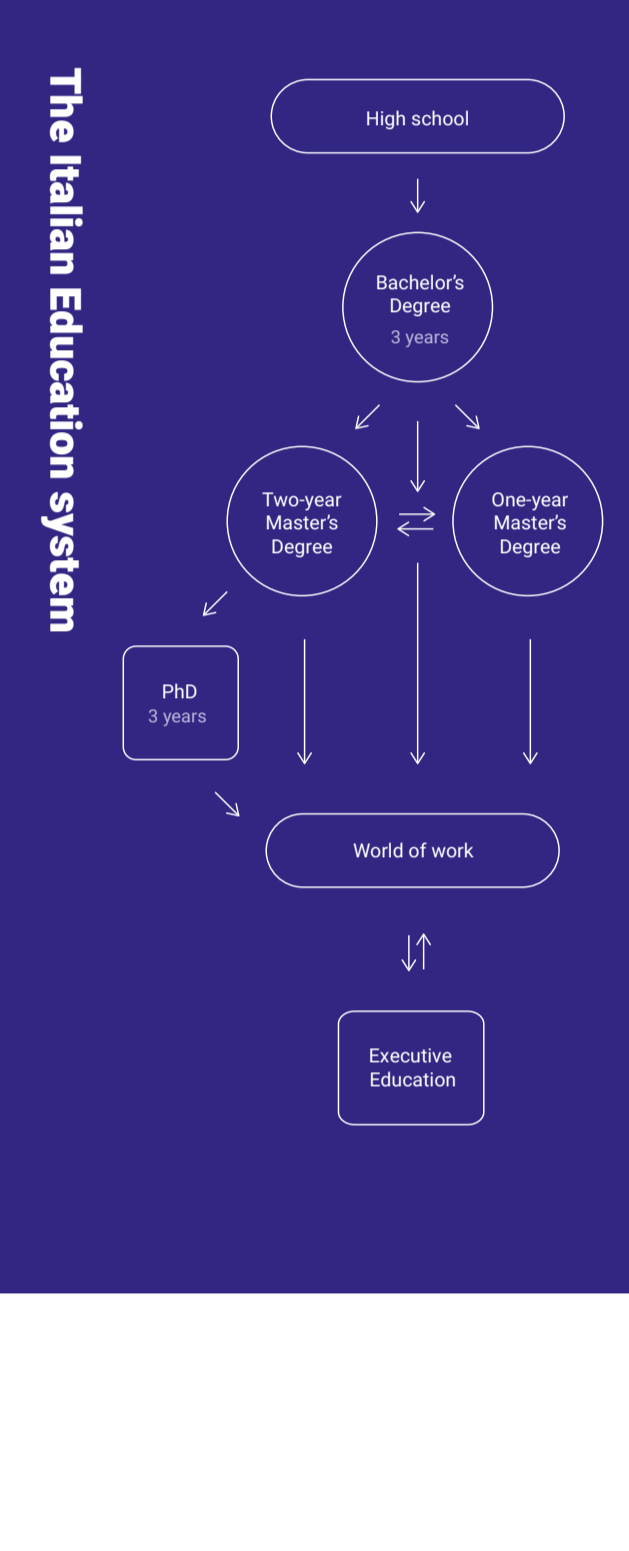 The Italian Education system
High school
Bachelor’s
Degree
3 years
Two-year
Master’s
Degree
One-year
Master’s
Degree
PhD
3 years
World of work
Executive
Education